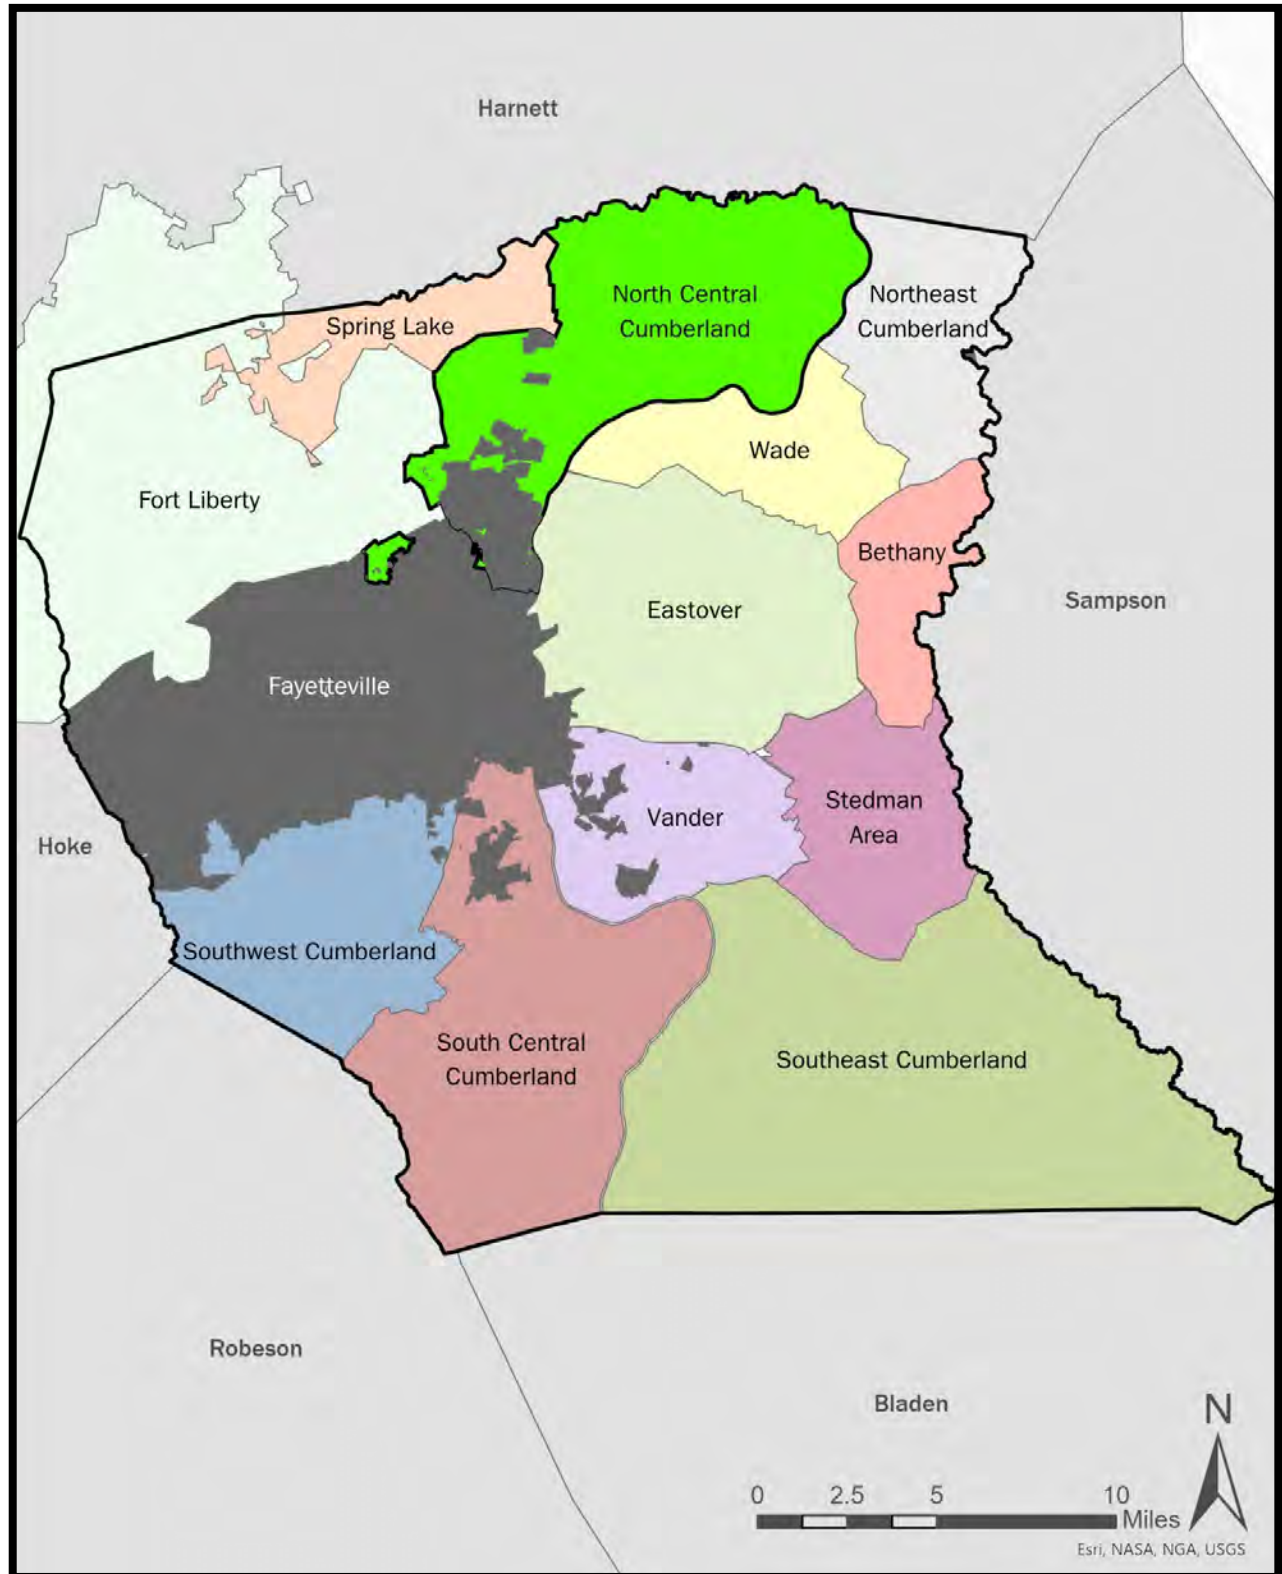 Harnett
North Central
Cumberland
Northeast
Cumberland
Spring Lake
Wade
Fort Liberty
Bethany
Eastover
Sampson
Fayetteville
Stedman
Area
Vander
Hoke
Southwest Cumberland
South Central
Cumberland
Southeast Cumberland
Robeson
Bladen
N
0 2.5 5 10
Miles
Esri, NASA, NGA, USGS